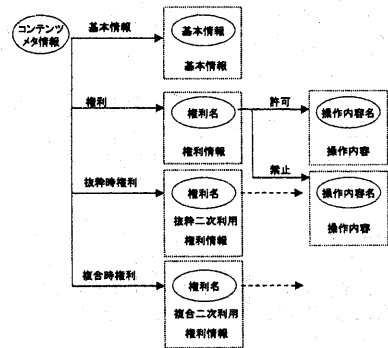 コンテンツ
メタ情報
基本情報
基本情報
基本情報
権利
権利名
権利情報
許可
操作内容名
操作内容
禁止
操作内容名
操作内容
抜粋時権利
権利名
抜粋二次利用
権利情報
複合時権利
権利名
複合二次利用
権利情報